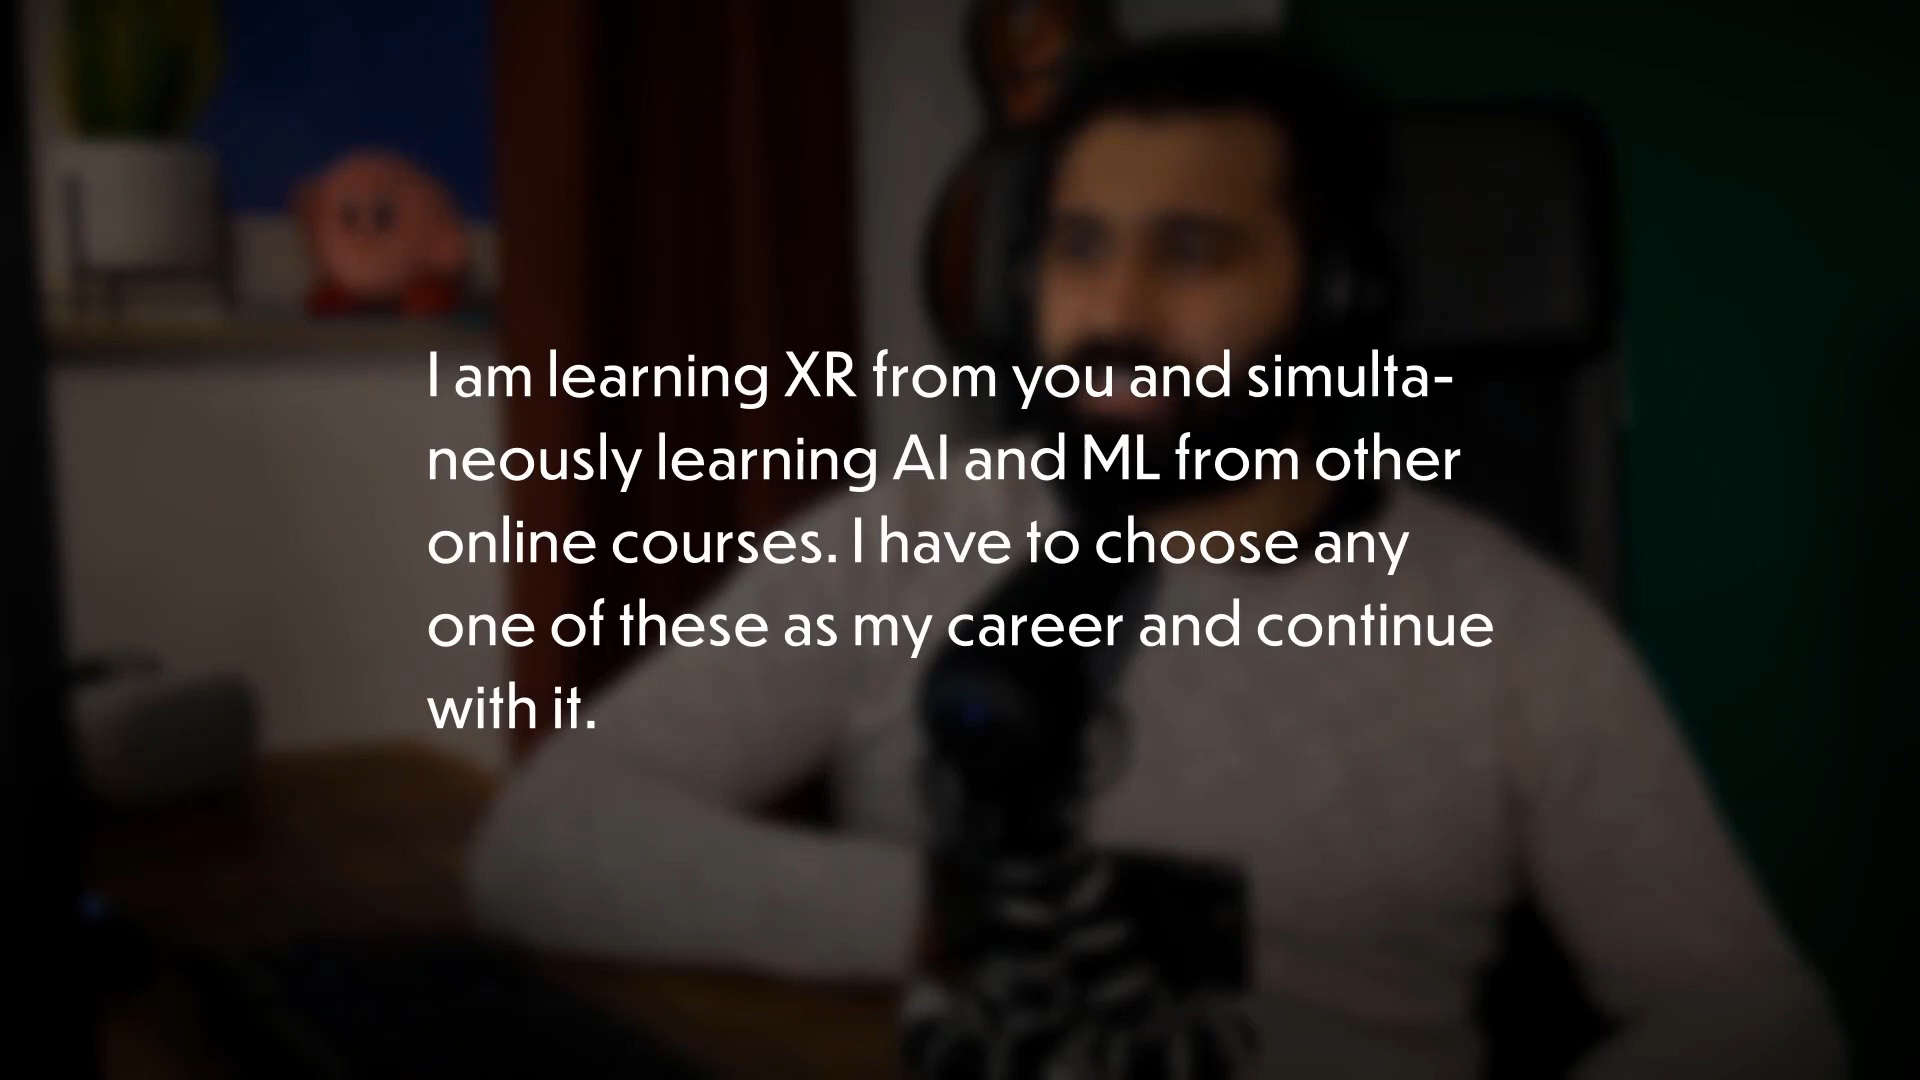 I am learning XR from you and simulta-
neously learning AI and ML from other
online courses. I have to choose any
one of these as my career and continue
with it.